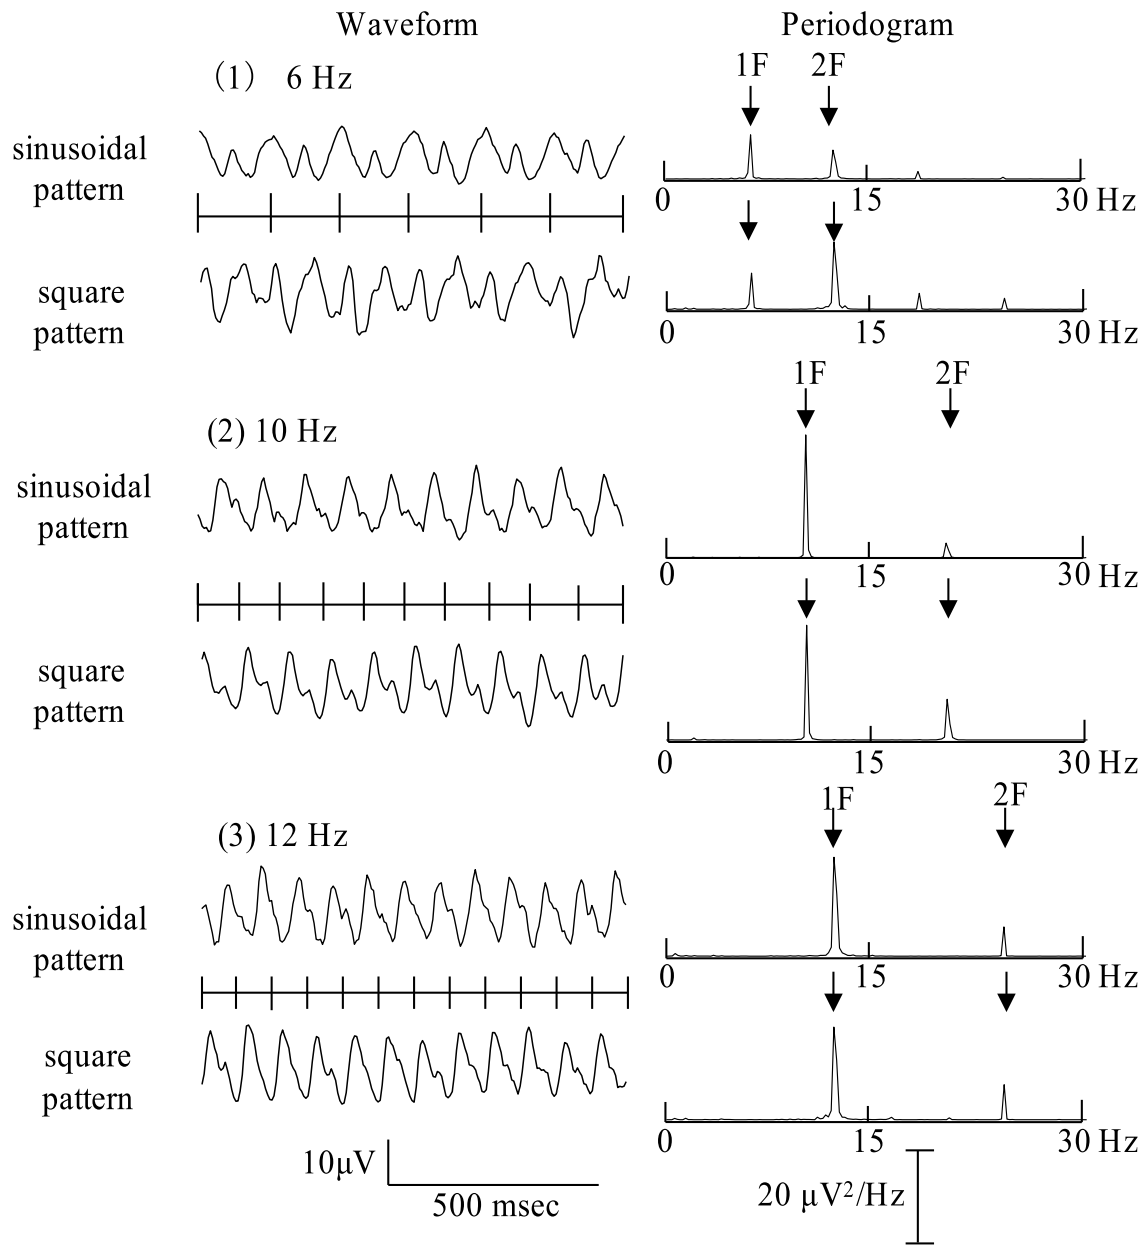 Waveform Periodogram
(1) 6 Hz
1F 2F
sinusoidal
pattern
0 15 30 Hz
square
pattern
0 15 30 Hz
1F 2F
(2) 10 Hz
sinusoidal
pattern
0 15 30 Hz
square
pattern
0 15 30 Hz
1F 2F
(3) 12 Hz
sinusoidal
pattern
0 15 30 Hz
square
pattern
0 15 30 Hz
10μV
500 msec
20 μV²/Hz